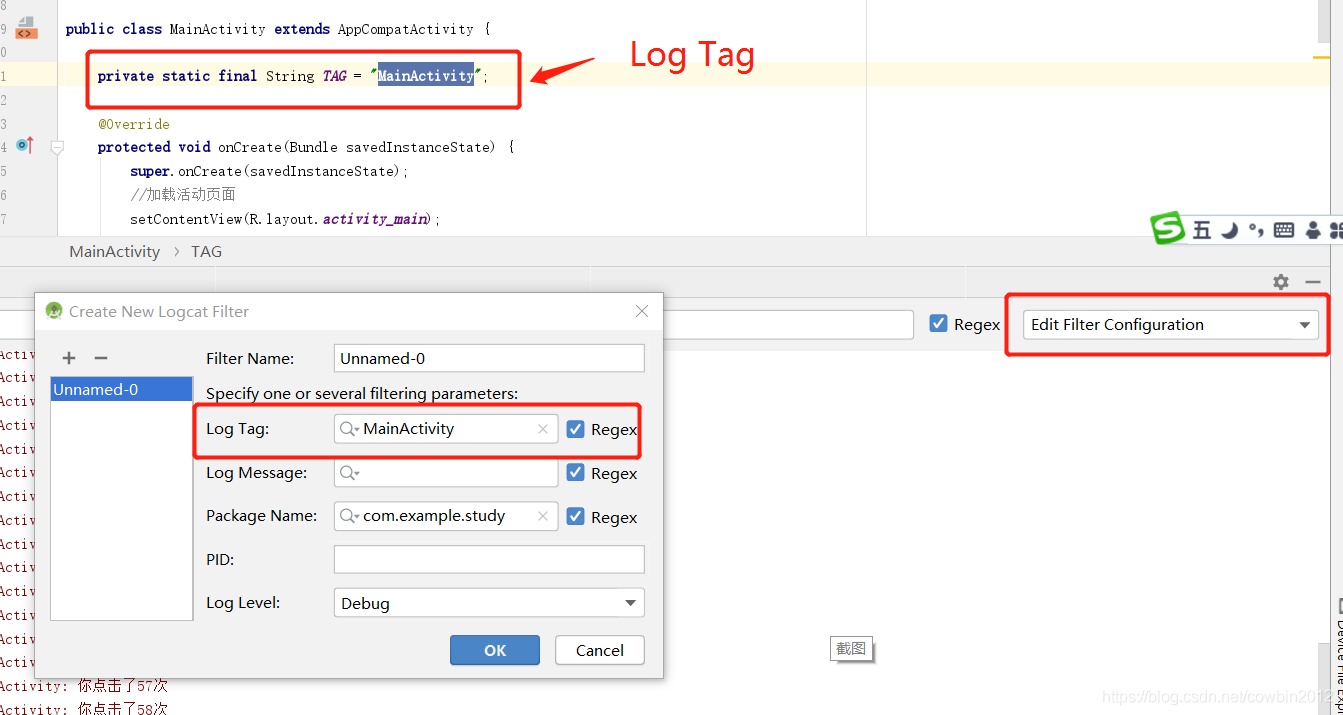 8
9 public class MainActivity extends AppCompatActivity {
0
Log Tag
1 private static final String TAG = "MainActivity";
2
3 @Override
4 protected void onCreate(Bundle savedInstanceState) {
5 super.onCreate(savedInstanceState);
6 //加载活动页面
7 setContentView(R.layout.activity_main);
五
MainActivity › TAG
Create New Logcat Filter
Regex
Edit Filter Configuration
Filter Name: Unnamed-0
Unnamed-0
Specify one or several filtering parameters:
Log Tag: MainActivity Regex
Log Message: Regex
Package Name: com.example.study Regex
PID:
Log Level: Debug
OK Cancel
截图
Activ
Activ
Activ
Activ
Activ
Activ
Activ
Activ
Activ
Activ
Activ
Activ
Activ
Activ
Activity: 你点击了57次
Activity: 你点击了58次
Device File Expl
https://blog.csdn.net/cowbin2012